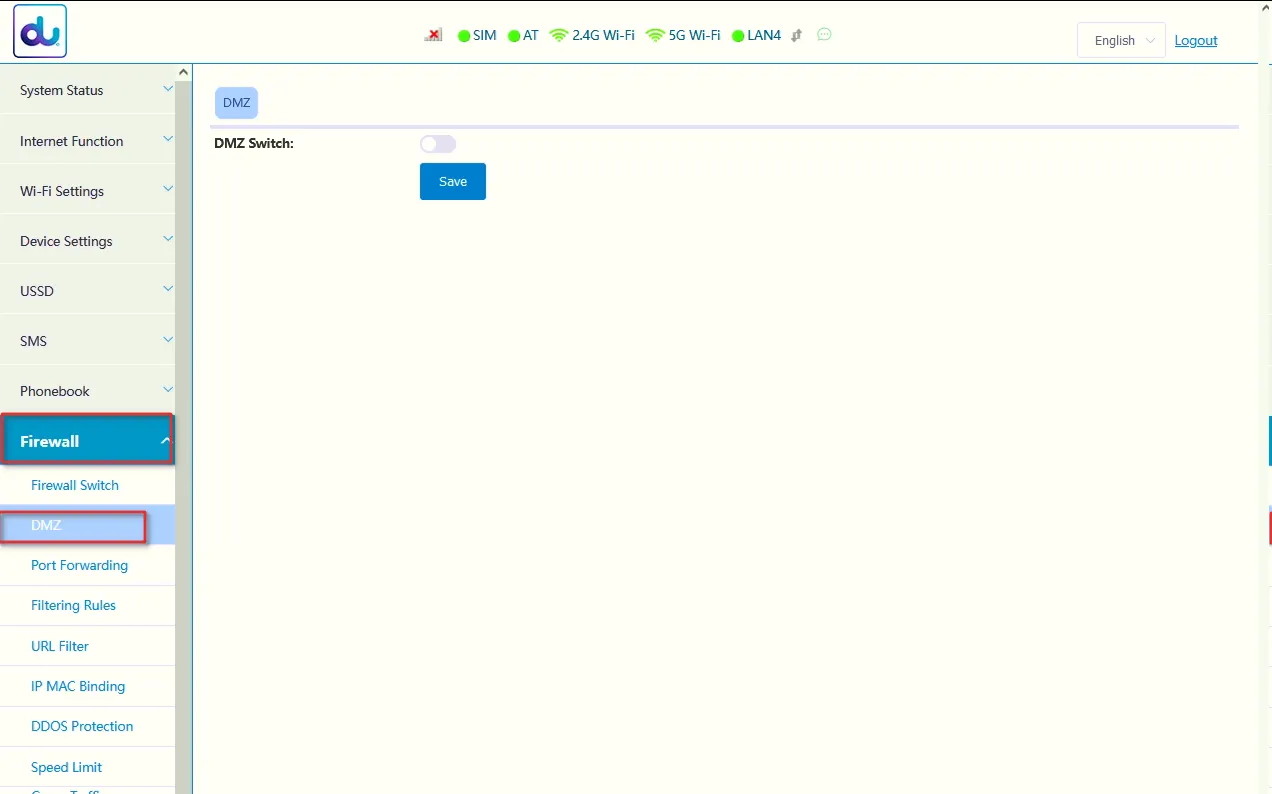 du
SIM AT 2.4G Wi-Fi 5G Wi-Fi LAN4
English Logout
System Status
Internet Function
Wi-Fi Settings
Device Settings
USSD
SMS
Phonebook
Firewall
Firewall Switch
DMZ
Port Forwarding
Filtering Rules
URL Filter
IP MAC Binding
DDOS Protection
Speed Limit
DMZ
DMZ Switch:
Save